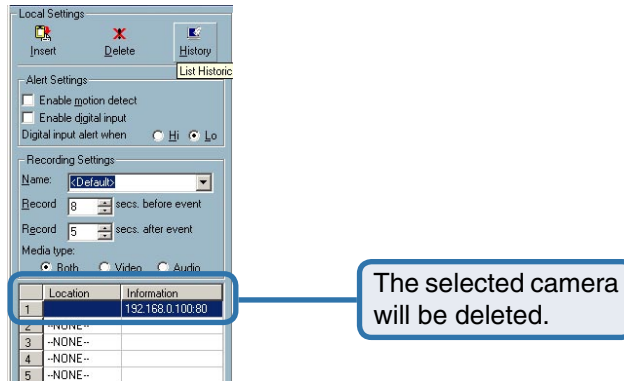 Local Settings
Insert Delete History
List Historic
Alert Settings
Enable motion detect
Enable digital input
Digital input alert when Hi Lo
Recording Settings
Name: <Default>
Record 8 secs. before event
Record 5 secs. after event
Media type:
Both Video Audio
Location Information
1 192.168.0.100:80
2 --NONE--
3 --NONE--
4 --NONE--
5 --NONE--
The selected camera
will be deleted.